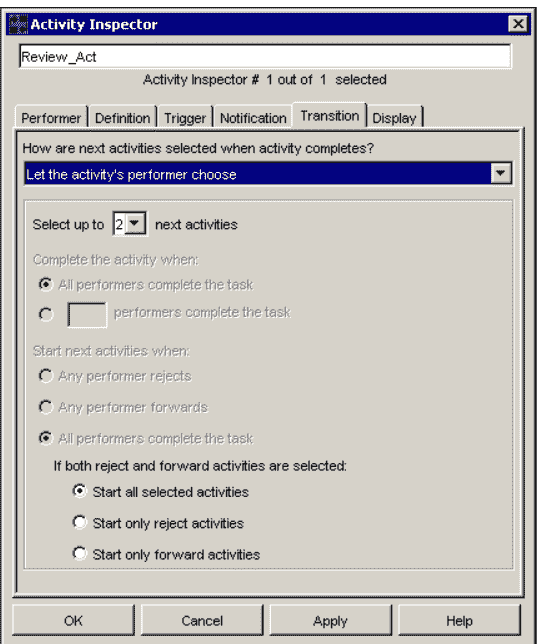 Activity Inspector
Review_Act
Activity Inspector # 1 out of 1 selected
Performer Definition Trigger Notification Transition Display
How are next activities selected when activity completes?
Let the activity's performer choose
Select up to 2 next activities
Complete the activity when:
All performers complete the task
performers complete the task
Start next activities when:
Any performer rejects
Any performer forwards
All performers complete the task
If both reject and forward activities are selected:
Start all selected activities
Start only reject activities
Start only forward activities
OK Cancel Apply Help